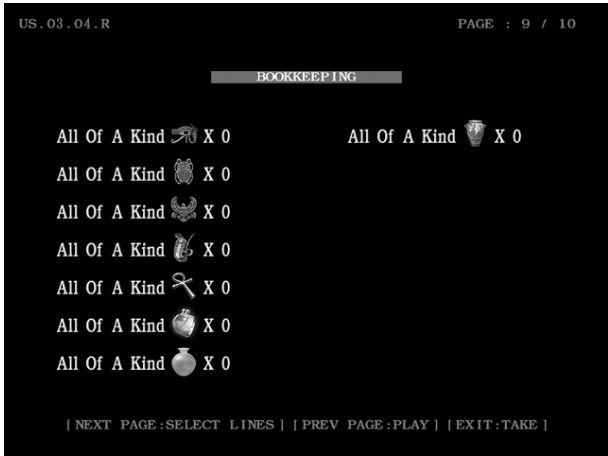 US.03.04.R PAGE : 9 / 10
BOOKKEEPING
All Of A Kind X 0 All Of A Kind X 0
All Of A Kind X 0
All Of A Kind X 0
All Of A Kind X 0
All Of A Kind X 0
All Of A Kind X 0
All Of A Kind X 0
[ NEXT PAGE:SELECT LINES ] [ PREV PAGE:PLAY ] [ EXIT:TAKE ]